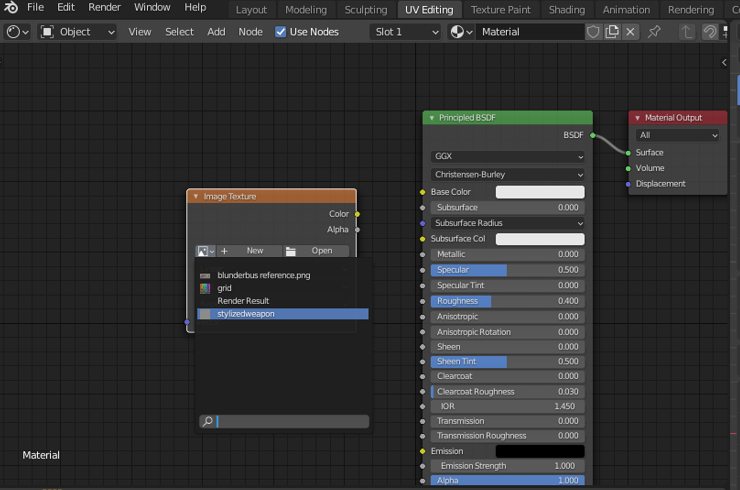 File Edit Render Window Help Layout Modeling Sculpting UV Editing Texture Paint Shading Animation Rendering
Object View Select Add Node Use Nodes Slot 1 Material
Principled BSDF
BSDF
GGX
Christensen-Burley
Base Color
Subsurface 0.000
Subsurface Radius
Subsurface Col
Metallic 0.000
Specular 0.500
Specular Tint 0.000
Roughness 0.400
Anisotropic 0.000
Anisotropic Rotation 0.000
Sheen 0.000
Sheen Tint 0.500
Clearcoat 0.000
Clearcoat Roughness 0.030
IOR 1.450
Transmission 0.000
Transmission Roughness 0.000
Emission
Emission Strength 1.000
Alpha 1.000
Material Output
All
Surface
Volume
Displacement
Image Texture
Color
Alpha
New Open
blunderbus reference.png
grid
Render Result
stylizedweapon
Material